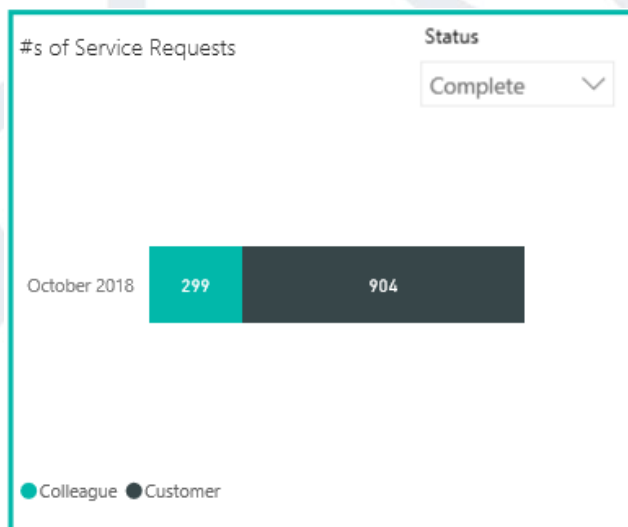 #s of Service Requests
Status
Complete
October 2018 299 904
Colleague Customer